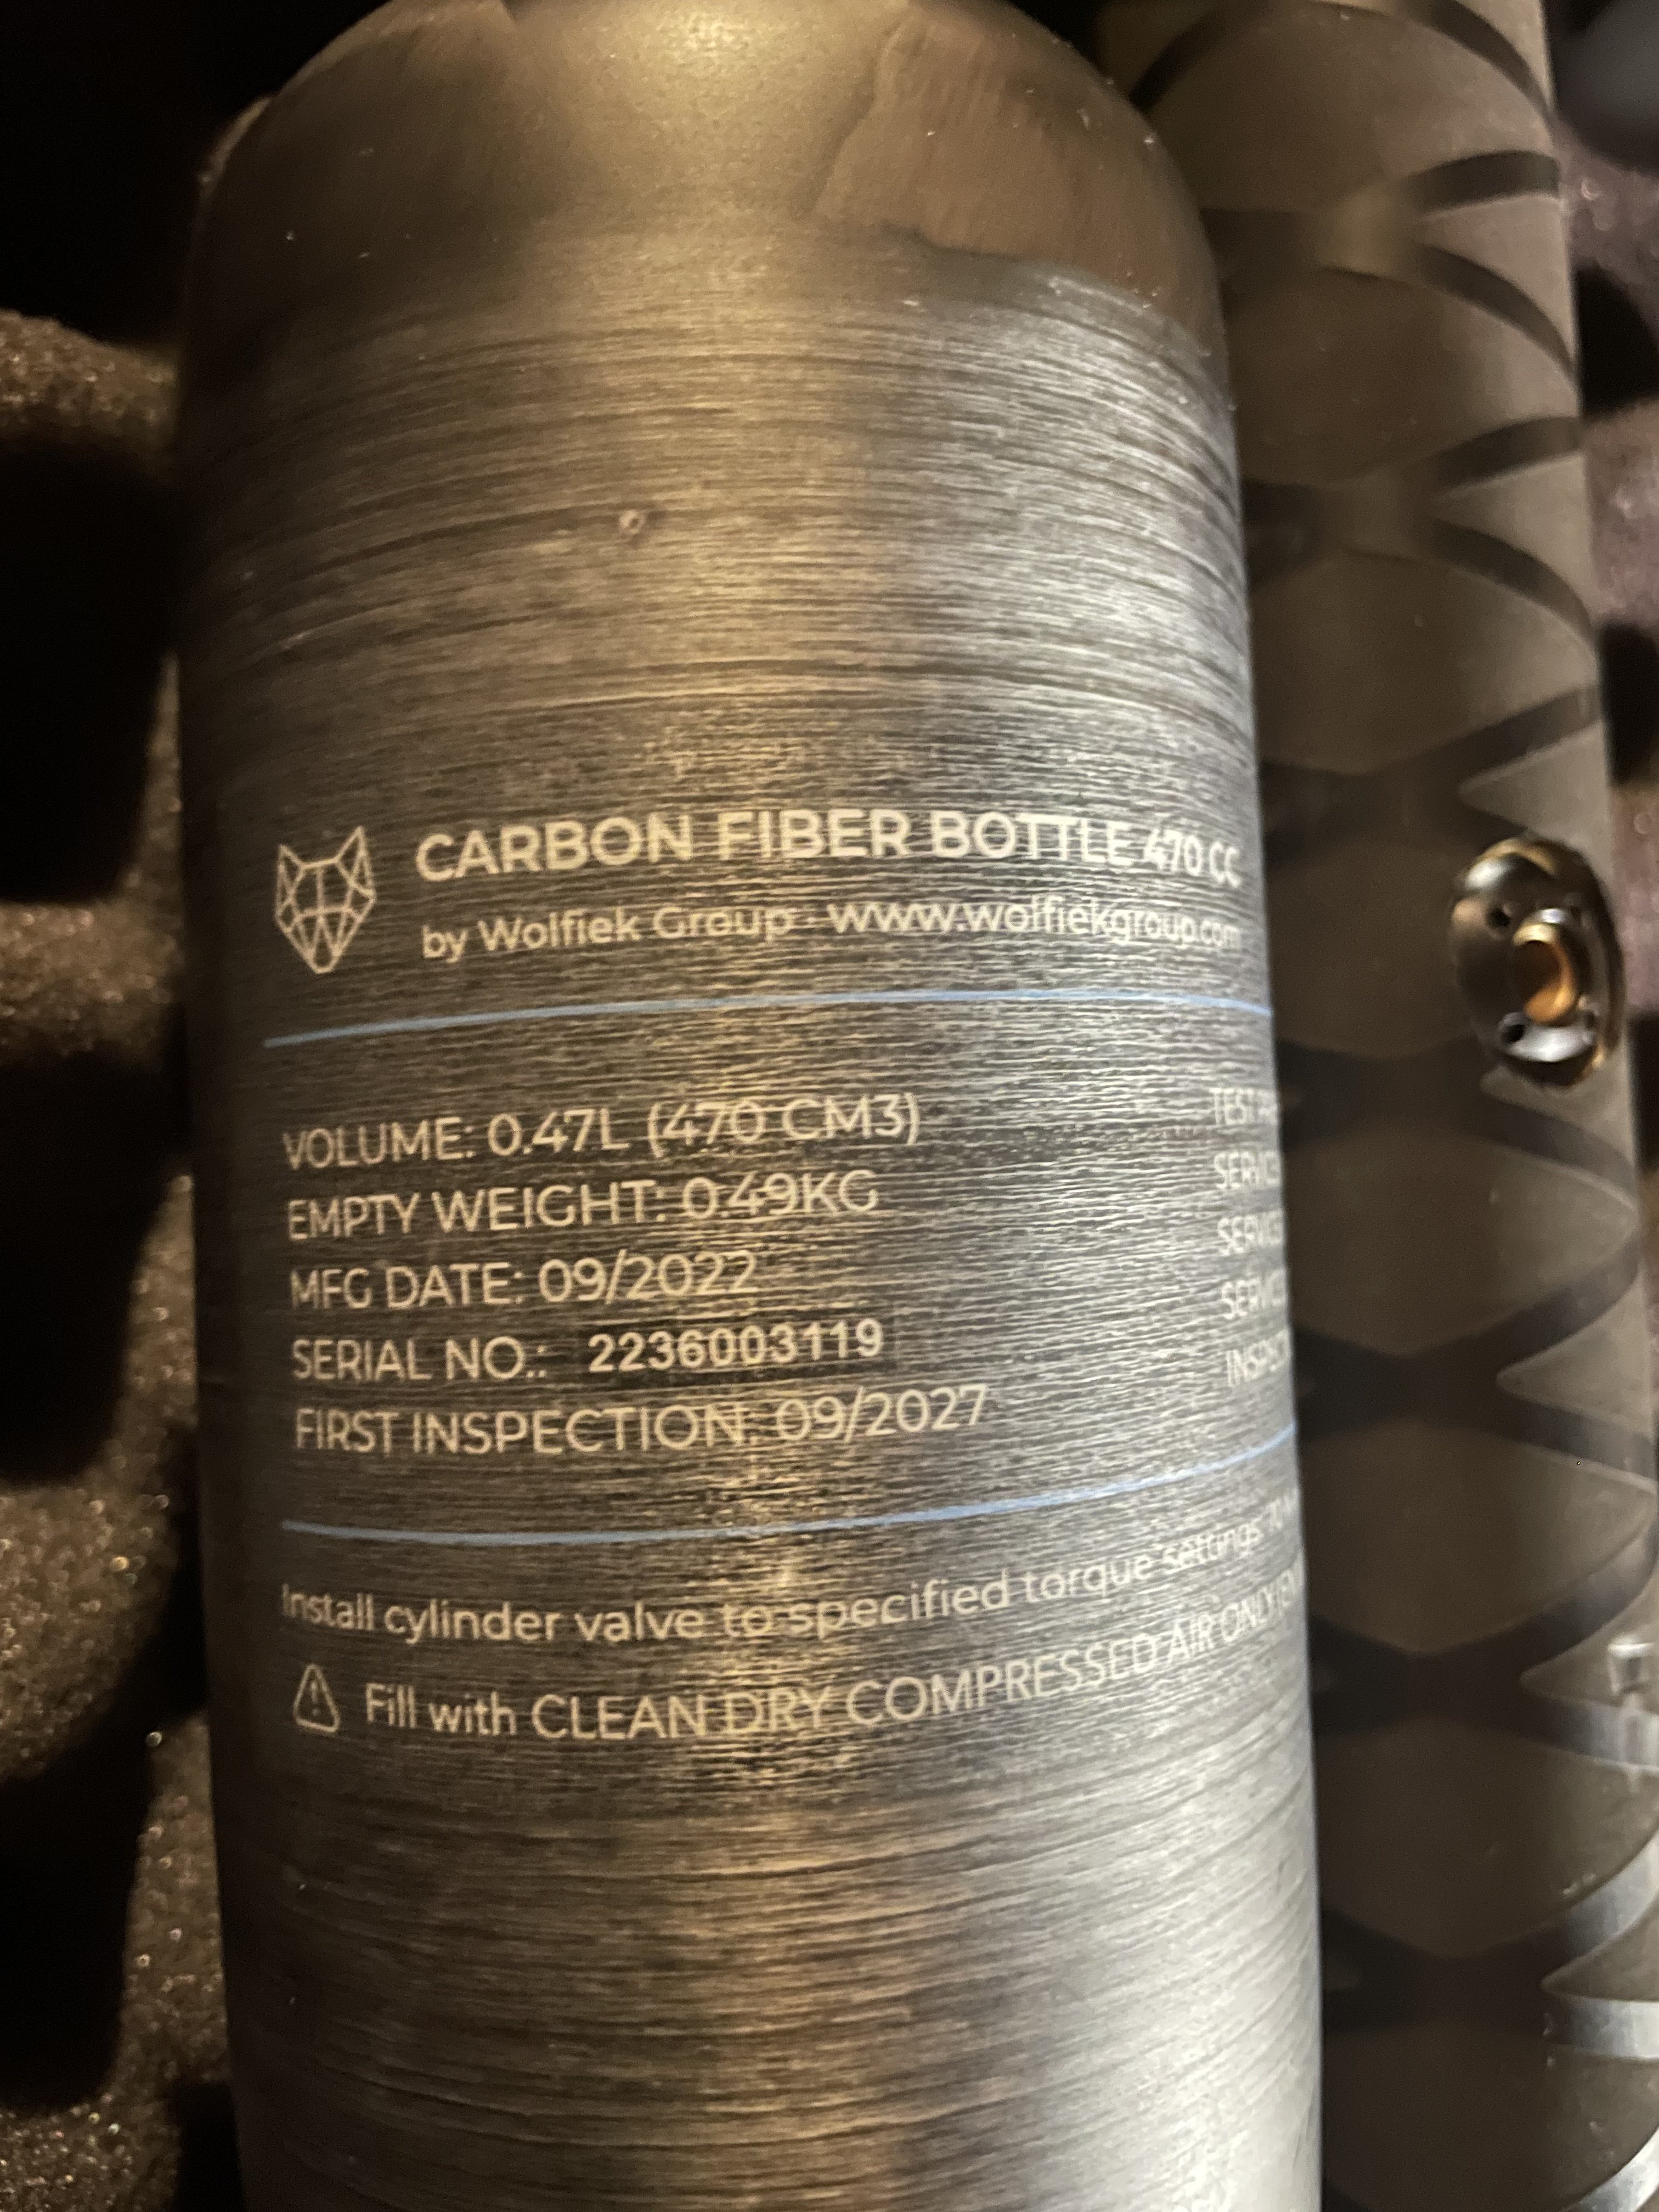 CARBON FIBER BOTTLE 470 CC
by Wolfiek Group - www.wolfiekgroup.com
VOLUME: 0.47L (470 CM3)
EMPTY WEIGHT: 0.49KG
MFG DATE: 09/2022
SERIAL NO.: 2236003119
FIRST INSPECTION: 09/2027
TEST
Install cylinder valve to specified torque settings
Fill with CLEAN DRY COMPRESSED AIR ONLY